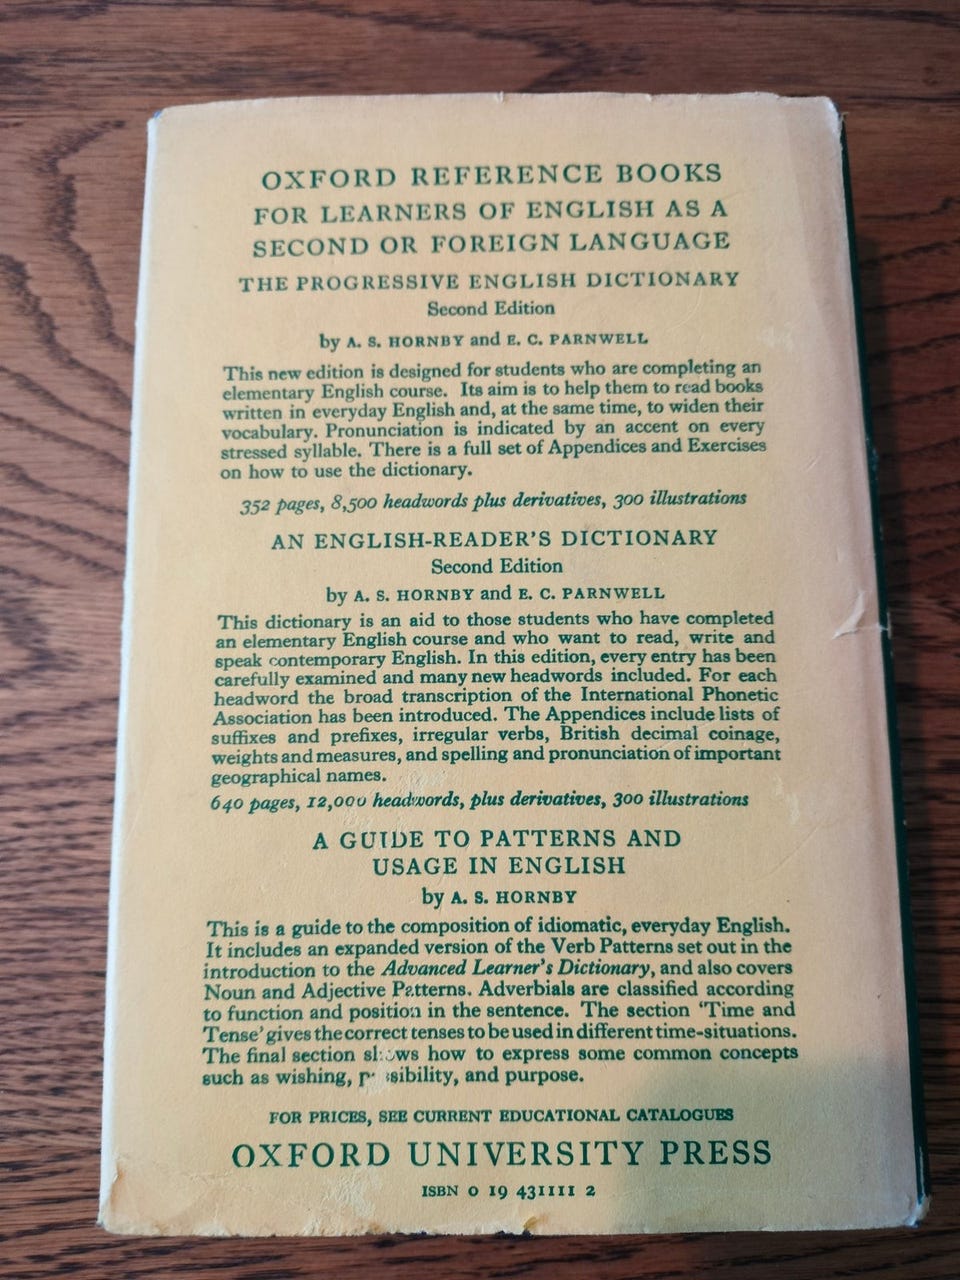 OXFORD REFERENCE BOOKS
FOR LEARNERS OF ENGLISH AS A
SECOND OR FOREIGN LANGUAGE
THE PROGRESSIVE ENGLISH DICTIONARY
Second Edition
by A. S. HORNBY and E. C. PARNWELL
This new edition is designed for students who are completing an
elementary English course. Its aim is to help them to read books
written in everyday English and, at the same time, to widen their
vocabulary. Pronunciation is indicated by an accent on every
stressed syllable. There is a full set of Appendices and Exercises
on how to use the dictionary.
352 pages, 8,500 headwords plus derivatives, 300 illustrations
AN ENGLISH-READER'S DICTIONARY
Second Edition
by A. S. HORNBY and E. C. PARNWELL
This dictionary is an aid to those students who have completed
an elementary English course and who want to read, write and
speak contemporary English. In this edition, every entry has been
carefully examined and many new headwords included. For each
headword the broad transcription of the International Phonetic
Association has been introduced. The Appendices include lists of
suffixes and prefixes, irregular verbs, British decimal coinage,
weights and measures, and spelling and pronunciation of important
geographical names.
640 pages, 12,000 headwords, plus derivatives, 300 illustrations
A GUIDE TO PATTERNS AND
USAGE IN ENGLISH
by A. S. HORNBY
This is a guide to the composition of idiomatic, everyday English.
It includes an expanded version of the Verb Patterns set out in the
introduction to the Advanced Learner's Dictionary, and also covers
Noun and Adjective Patterns. Adverbials are classified according
to function and position in the sentence. The section 'Time and
Tense' gives the correct tenses to be used in different time-situations.
The final section shows how to express some common concepts
such as wishing, possibility, and purpose.
FOR PRICES, SEE CURRENT EDUCATIONAL CATALOGUES
OXFORD UNIVERSITY PRESS
ISBN 0 19 431111 2